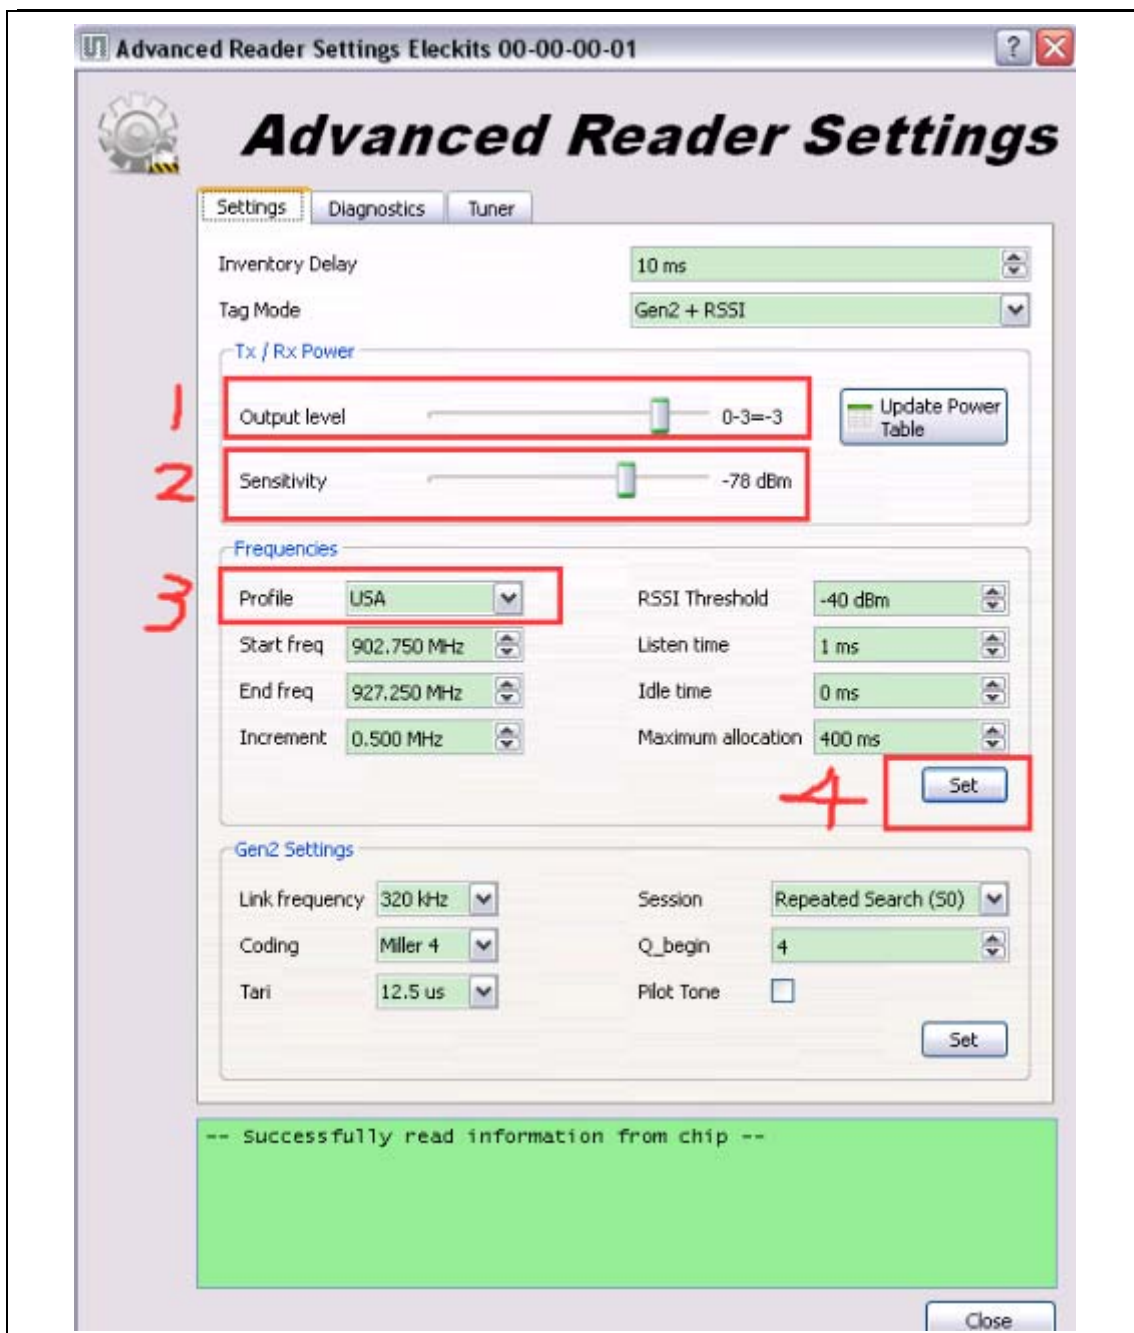 Advanced Reader Settings Eleckits 00-00-00-01
?
Advanced Reader Settings
Settings Diagnostics Tuner
Inventory Delay 10 ms
Tag Mode Gen2 + RSSI
Tx / Rx Power
1
Output level 0-3=-3 Update Power
Table
2
Sensitivity -78 dBm
Frequencies
3
Profile USA RSSI Threshold -40 dBm
Start freq 902.750 MHz Listen time 1 ms
End freq 927.250 MHz Idle time 0 ms
Increment 0.500 MHz Maximum allocation 400 ms
4 Set
Gen2 Settings
Link frequency 320 kHz Session Repeated Search (S0)
Coding Miller 4 Q_begin 4
Tari 12.5 us Pilot Tone
Set
-- Successfully read information from chip --
Close